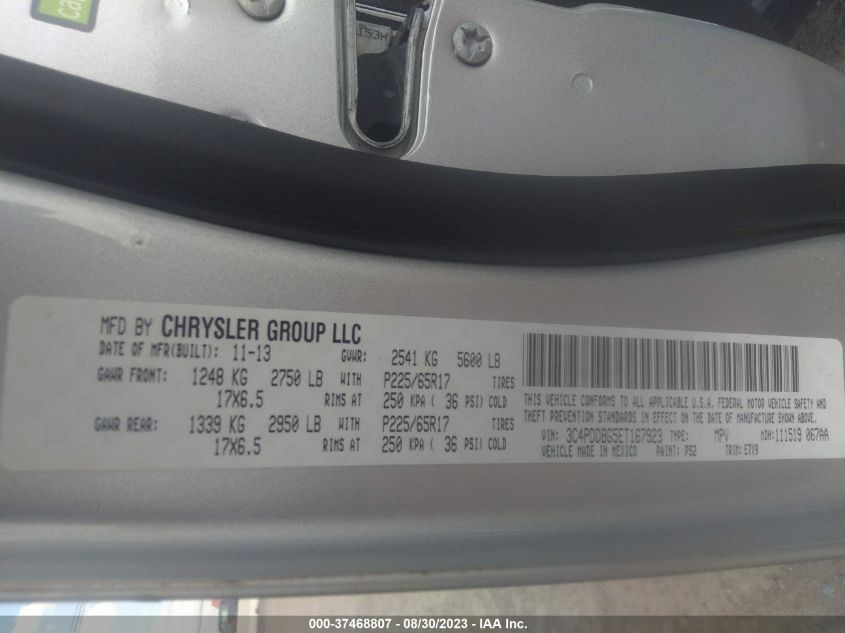 ca
ISSH
MFD BY CHRYSLER GROUP LLC
DATE OF MFR(BUILT): 11-13 GVWR: 2541 KG 5600 LB
GAWR FRONT: 1248 KG 2750 LB WITH P225/65R17 TIRES
17X6.5 RIMS AT 250 KPA ( 36 PSI) COLD
GAWR REAR: 1339 KG 2950 LB WITH P225/65R17 TIRES
17X6.5 RIMS AT 250 KPA ( 36 PSI) COLD
THIS VEHICLE CONFORMS TO ALL APPLICABLE U.S.A. FEDERAL MOTOR VEHICLE SAFETY AND
THEFT PREVENTION STANDARDS IN EFFECT ON THE DATE OF MANUFACTURE SHOWN ABOVE.
VIN: 3C4PDDBG5ET167923 TYPE: MPV MDH: 111519 067AA
VEHICLE MADE IN MEXICO PAINT: PS2 TRIM: E7X9
000-37468807 - 08/30/2023 - IAA Inc.